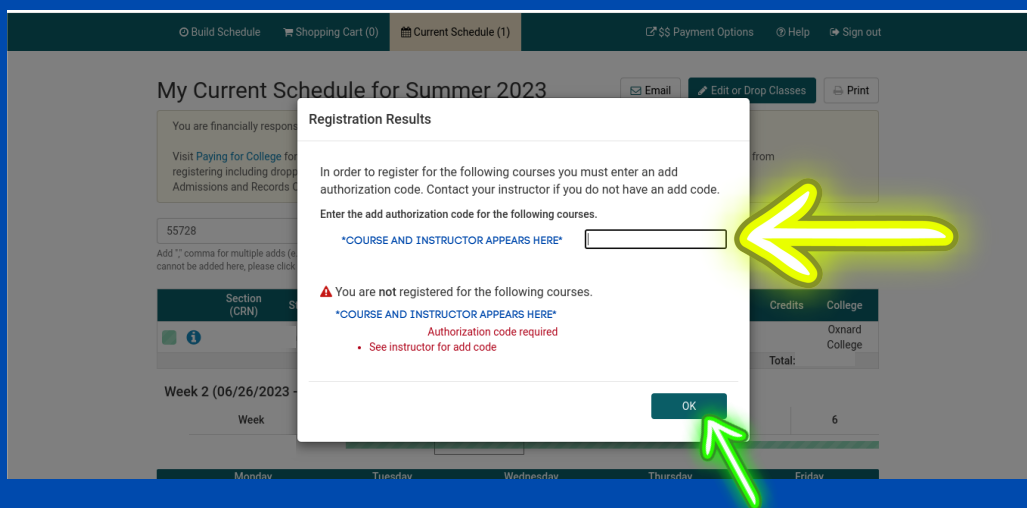 Build Schedule Shopping Cart (0) Current Schedule (1) $$ Payment Options Help Sign out
My Current Schedule for Summer 2023 Email Edit or Drop Classes Print
You are financially
Visit Paying for College for from
registering including
Admissions and Records
Registration Results
In order to register for the following courses you must enter an add
authorization code. Contact your instructor if you do not have an add code.
Enter the add authorization code for the following courses.
*COURSE AND INSTRUCTOR APPEARS HERE*
You are not registered for the following courses.
*COURSE AND INSTRUCTOR APPEARS HERE*
Authorization code required
• See instructor for add code
OK
55728
Add "," comma for multiple adds
cannot be added here, please click
Section
(CRN) Credits College
Oxnard
College
Total:
Week 2 (06/26/2023 -
Week 6
Monday Tuesday Wednesday Thursday Friday